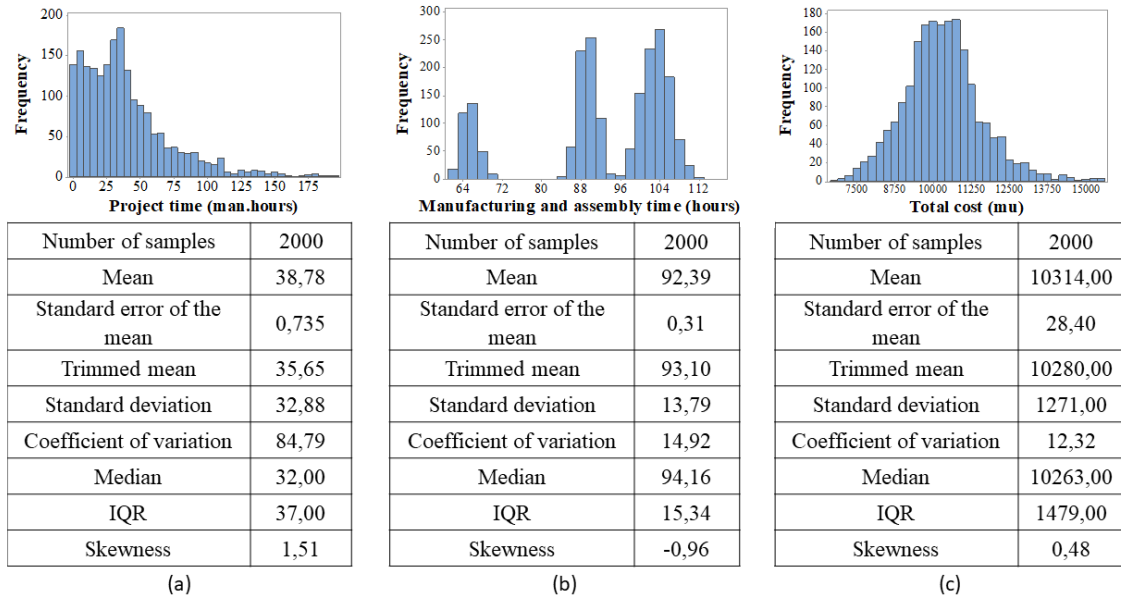 200
150
100
50
0
Frequency
0 25 50 75 100 125 150 175
Project time (man.hours)
Number of samples 2000
Mean 38,78
Standard error of the
mean 0,735
Trimmed mean 35,65
Standard deviation 32,88
Coefficient of variation 84,79
Median 32,00
IQR 37,00
Skewness 1,51
(a)
300
250
200
150
100
50
0
Frequency
64 72 80 88 96 104 112
Manufacturing and assembly time (hours)
Number of samples 2000
Mean 92,39
Standard error of the
mean 0,31
Trimmed mean 93,10
Standard deviation 13,79
Coefficient of variation 14,92
Median 94,16
IQR 15,34
Skewness -0,96
(b)
180
160
140
120
100
80
60
40
20
0
Frequency
7500 8750 10000 11250 12500 13750 15000
Total cost (mu)
Number of samples 2000
Mean 10314,00
Standard error of the
mean 28,40
Trimmed mean 10280,00
Standard deviation 1271,00
Coefficient of variation 12,32
Median 10263,00
IQR 1479,00
Skewness 0,48
(c)